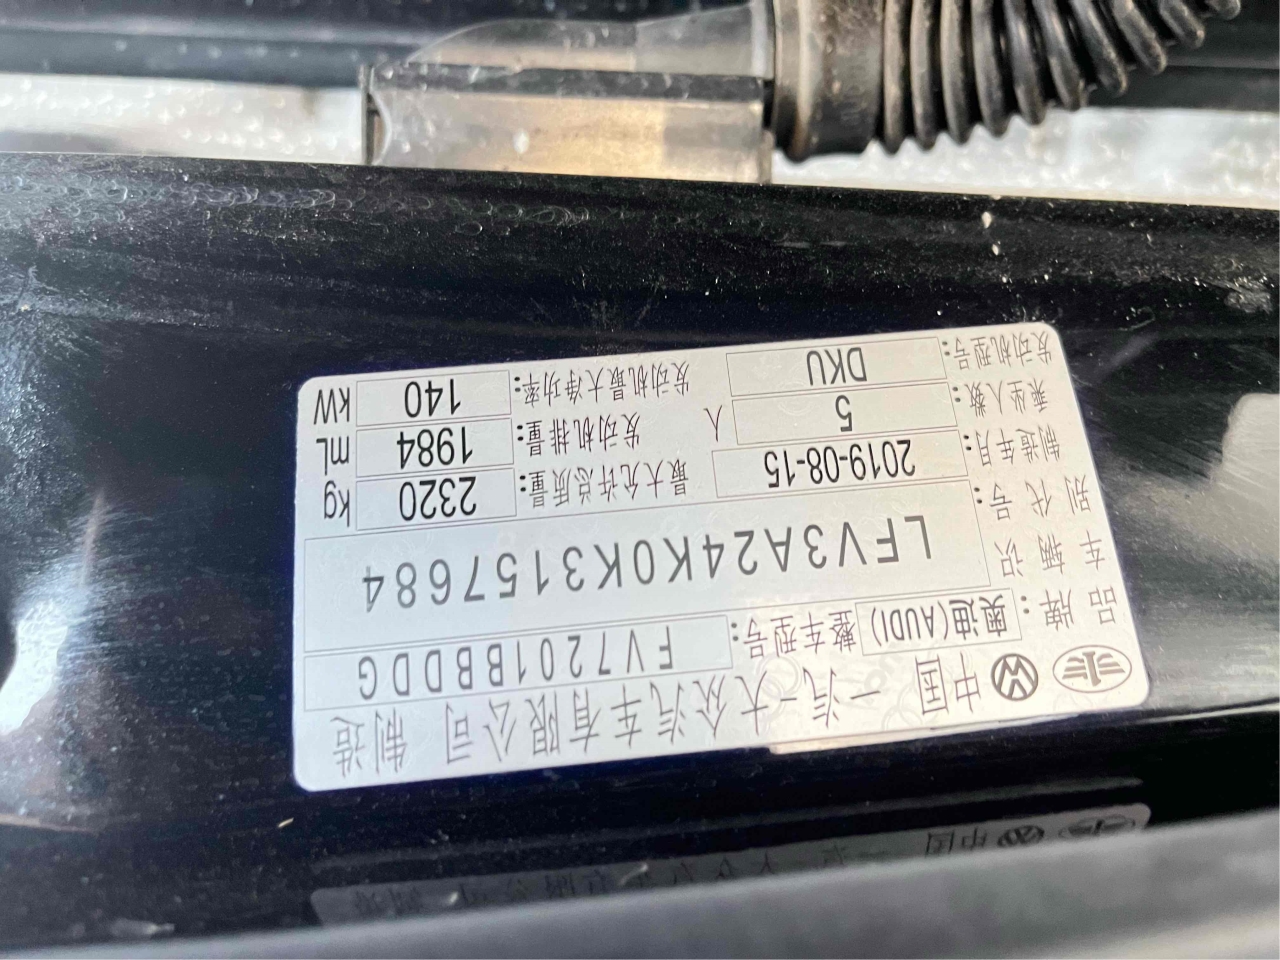 中国 一汽-大众汽车有限公司 制造
品牌: 奥迪(AUDI) 整车型号: FV7201BBDDG
车辆识别代号: LFV3A24K0K3157684
制造年月: 2019-08-15 最大允许总质量: 2320 kg
乘坐人数: 5 人 发动机排量: 1984 mL
发动机型号: DKU 发动机最大净功率: 140 kW